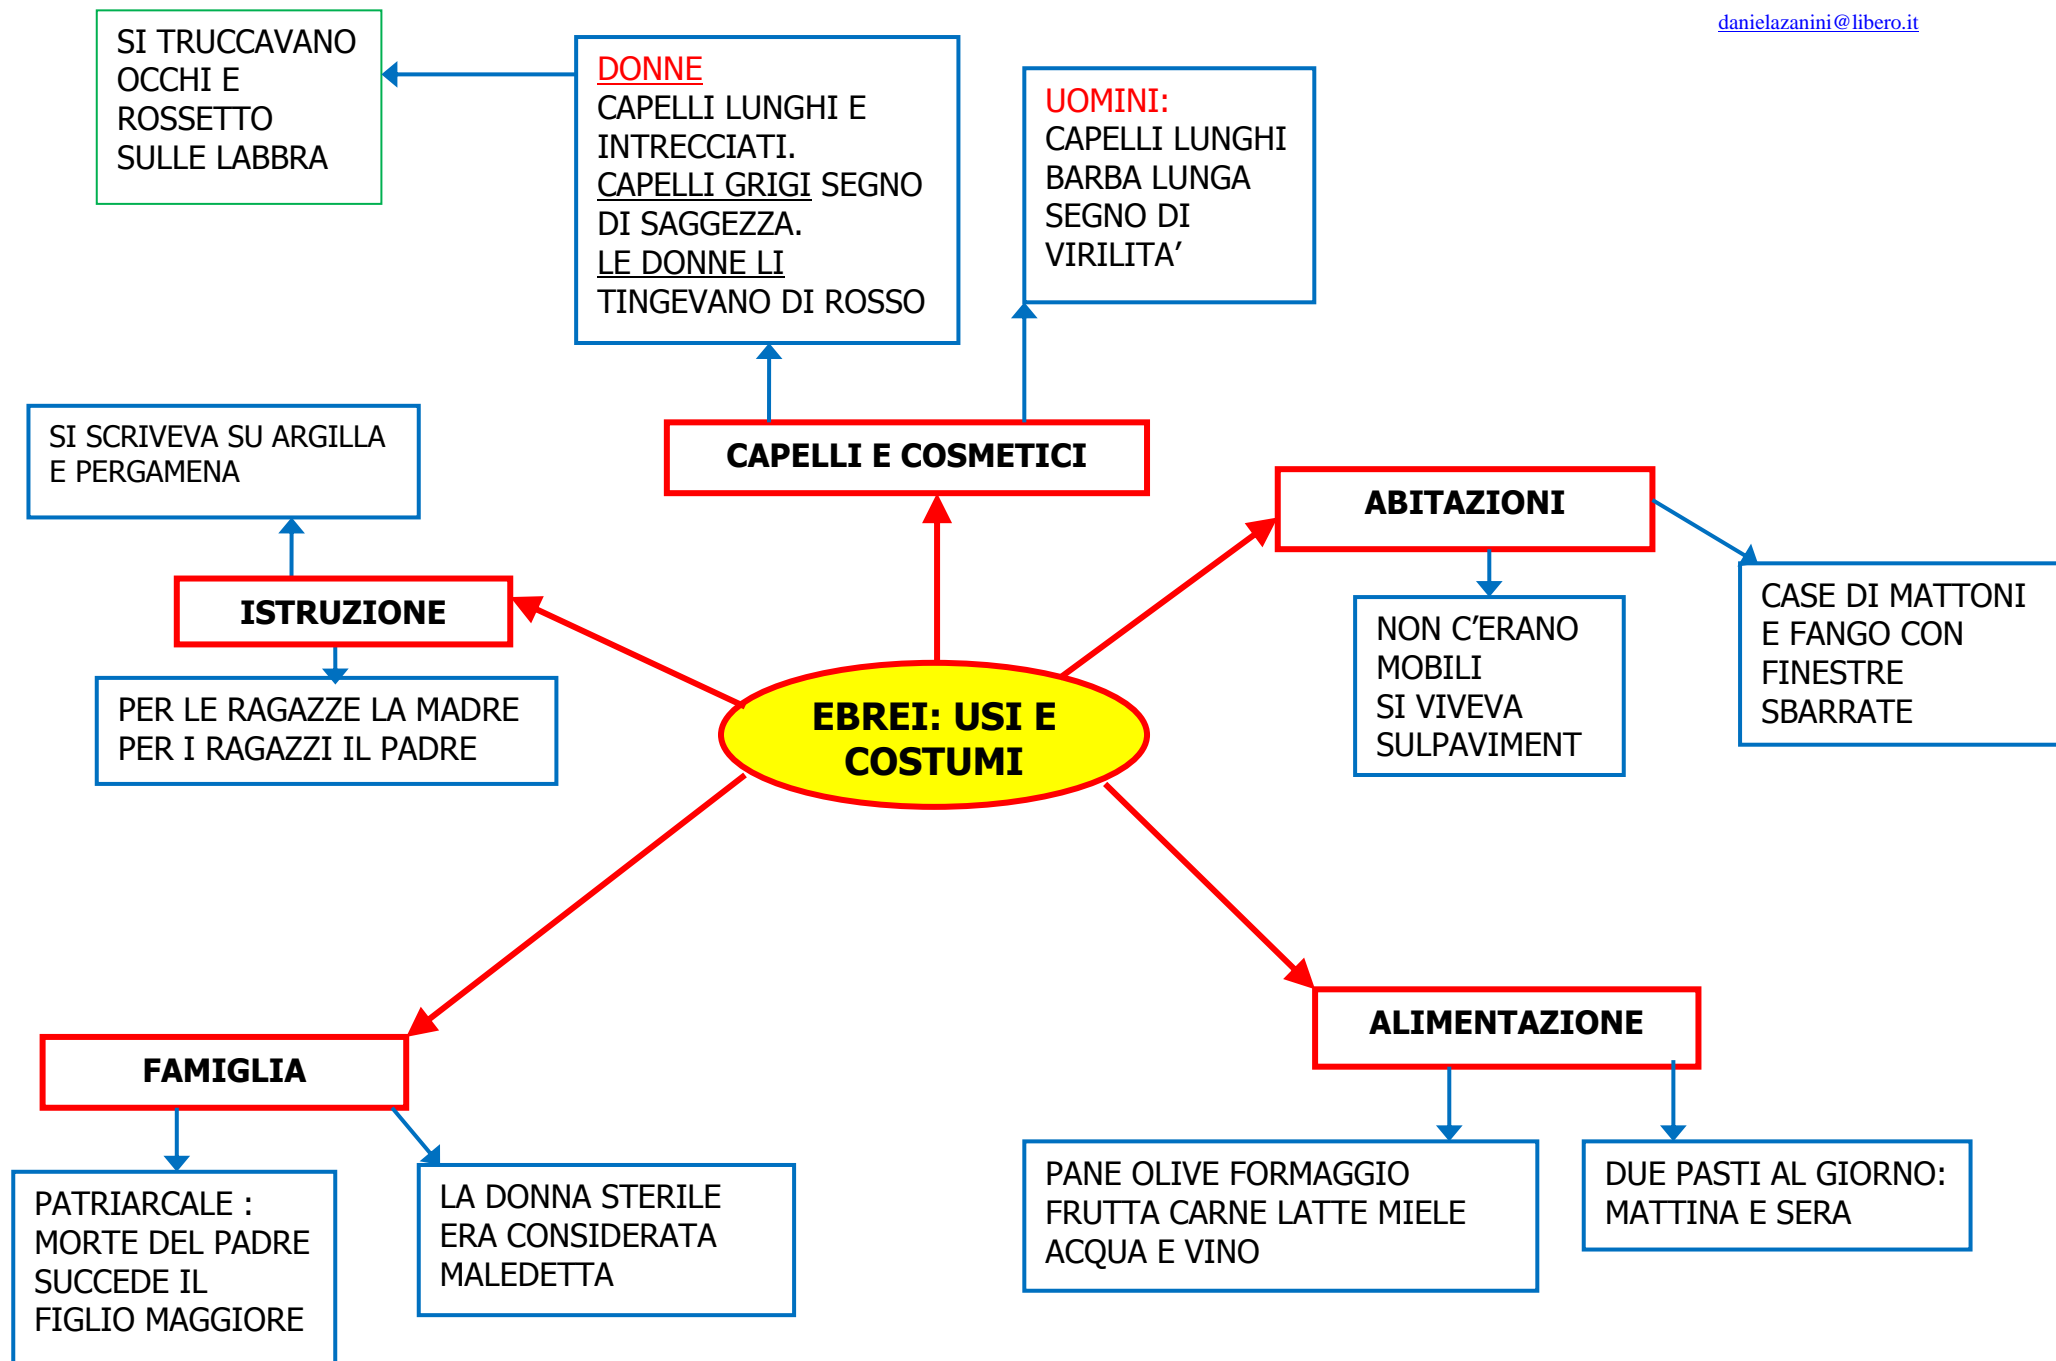 danielazanini@libero.it
SI TRUCCAVANO
OCCHI E
ROSSETTO
SULLE LABBRA
DONNE
CAPELLI LUNGHI E
INTRECCIATI.
CAPELLI GRIGI SEGNO
DI SAGGEZZA.
LE DONNE LI
TINGEVANO DI ROSSO
UOMINI:
CAPELLI LUNGHI
BARBA LUNGA
SEGNO DI
VIRILITA’
SI SCRIVEVA SU ARGILLA
E PERGAMENA
CAPELLI E COSMETICI
ABITAZIONI
ISTRUZIONE
NON C’ERANO
MOBILI
SI VIVEVA
SULPAVIMENT
CASE DI MATTONI
E FANGO CON
FINESTRE
SBARRATE
PER LE RAGAZZE LA MADRE
PER I RAGAZZI IL PADRE
EBREI: USI E
COSTUMI
FAMIGLIA
ALIMENTAZIONE
PATRIARCALE :
MORTE DEL PADRE
SUCCEDE IL
FIGLIO MAGGIORE
LA DONNA STERILE
ERA CONSIDERATA
MALEDETTA
PANE OLIVE FORMAGGIO
FRUTTA CARNE LATTE MIELE
ACQUA E VINO
DUE PASTI AL GIORNO:
MATTINA E SERA